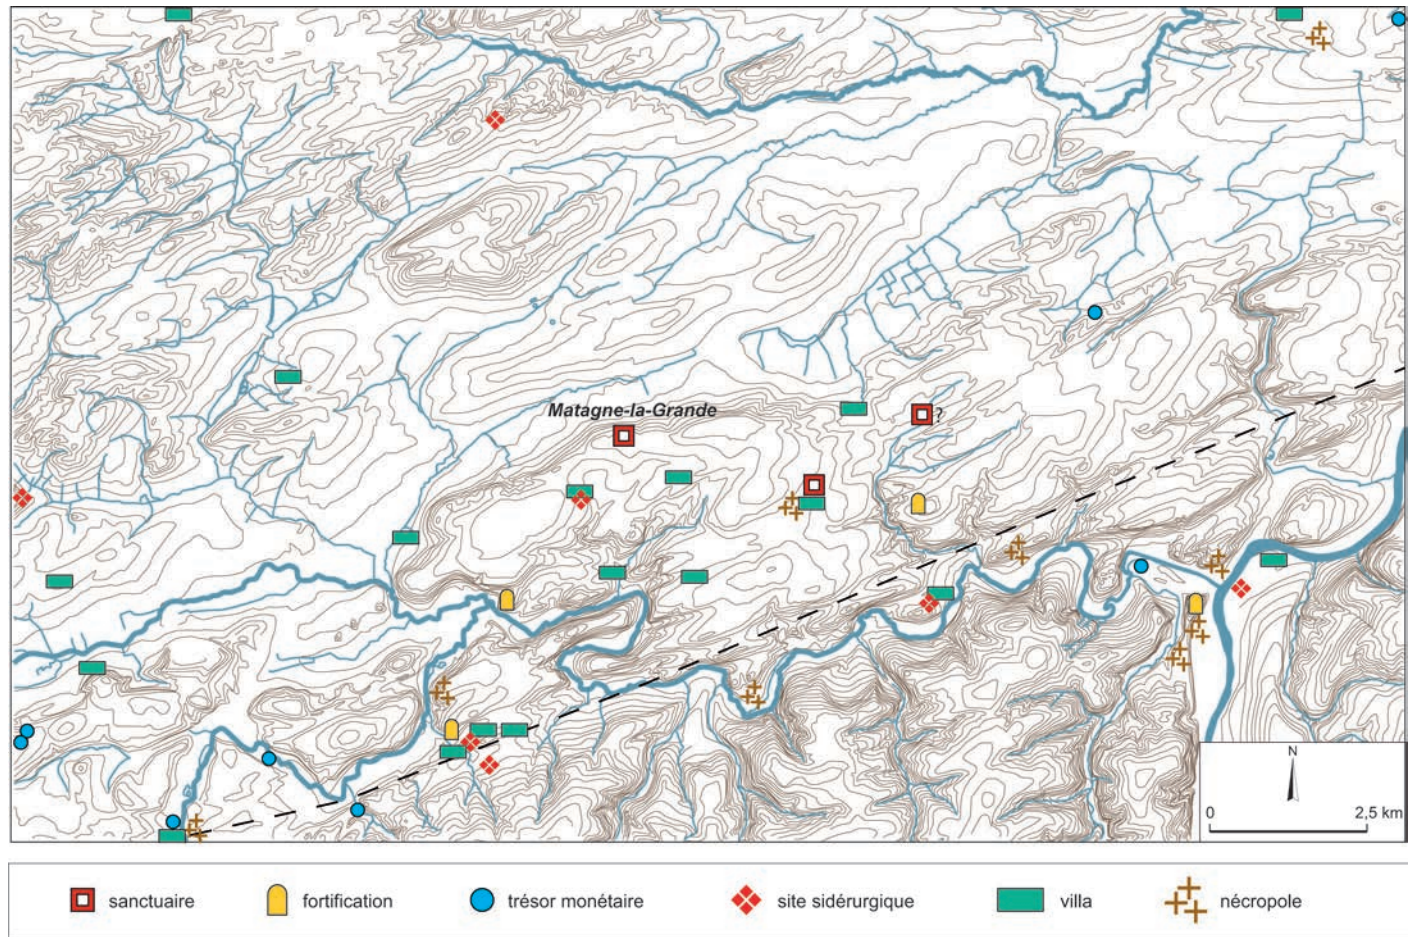 Matagne-la-Grande
?
N
0 2,5 km
sanctuaire fortification trésor monétaire site sidérurgique villa nécropole